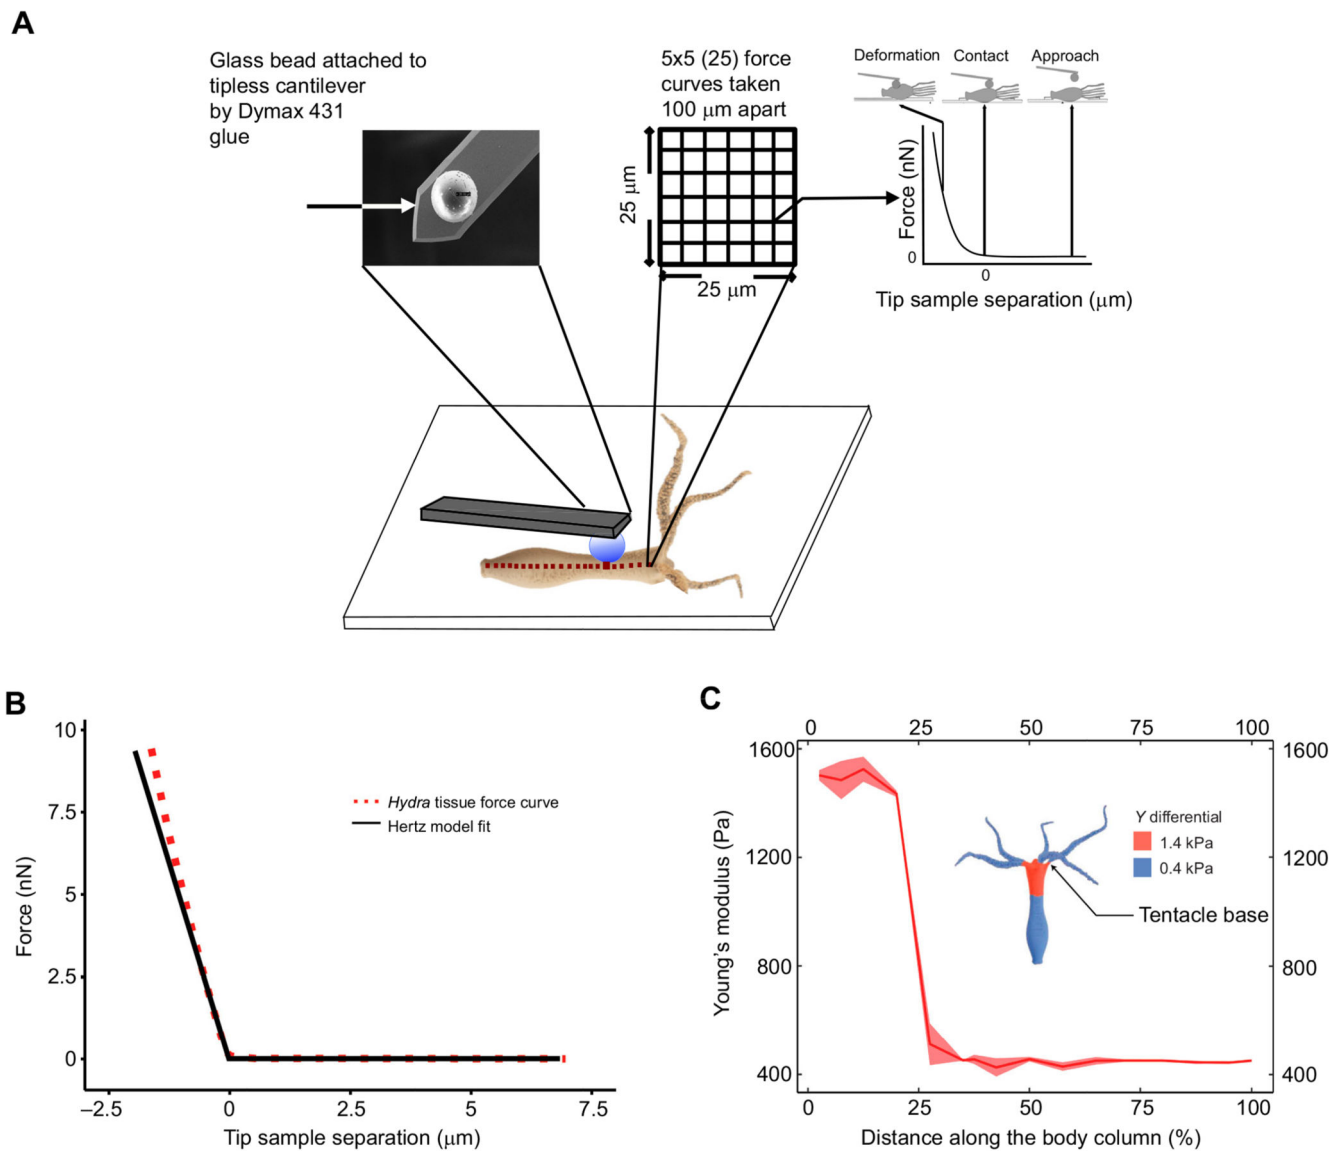 A
Glass bead attached to
tipless cantilever
by Dymax 431
glue
5x5 (25) force
curves taken
100 μm apart
25 μm
25 μm
Deformation Contact Approach
Force (nN)
0
0
Tip sample separation (μm)
B
10
7.5
5
2.5
0
Force (nN)
–2.5 0 2.5 5 7.5
Tip sample separation (μm)
Hydra tissue force curve
Hertz model fit
C
0 25 50 75 100
1600 1600
1200 1200
800 800
400 400
Young's modulus (Pa)
Y differential
1.4 kPa
0.4 kPa
Tentacle base
0 25 50 75 100
Distance along the body column (%)